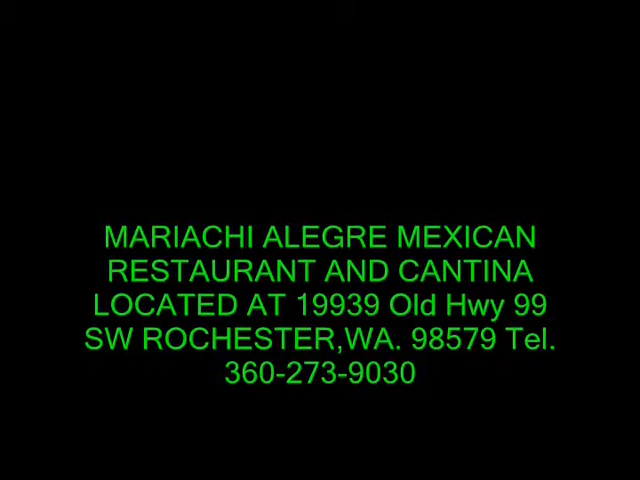 MARIACHI ALEGRE MEXICAN
RESTAURANT AND CANTINA
LOCATED AT 19939 Old Hwy 99
SW ROCHESTER,WA. 98579 Tel.
360-273-9030